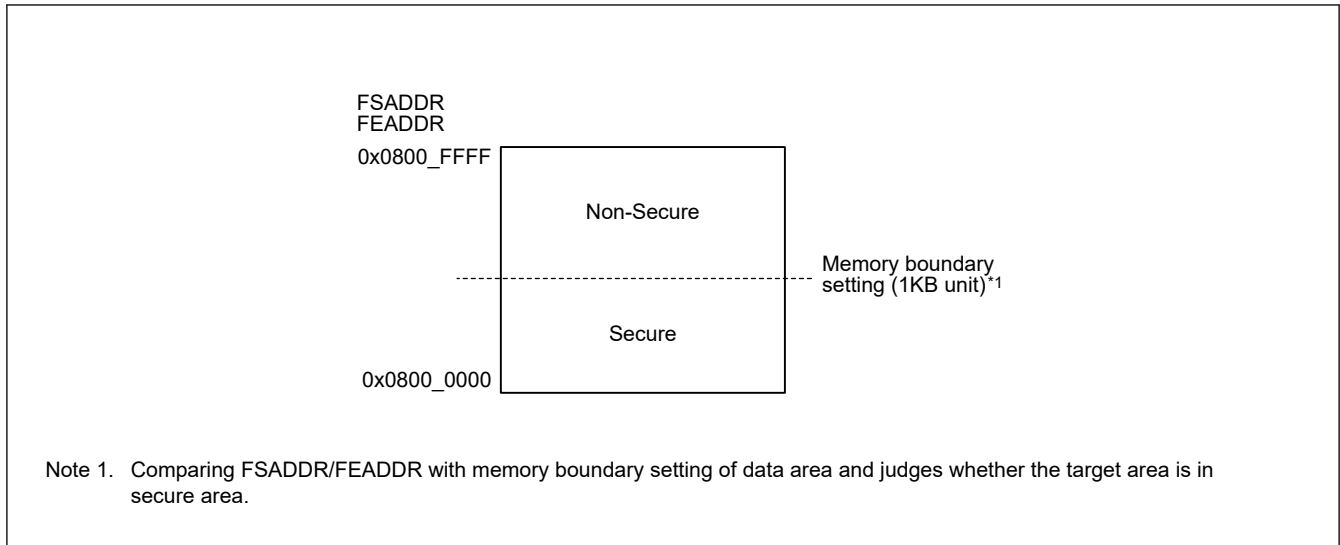 FSADDR
FEADDR
0x0800_FFFF
Non-Secure
Memory boundary
setting (1KB unit)*1
Secure
0x0800_0000
Note 1. Comparing FSADDR/FEADDR with memory boundary setting of data area and judges whether the target area is in
secure area.